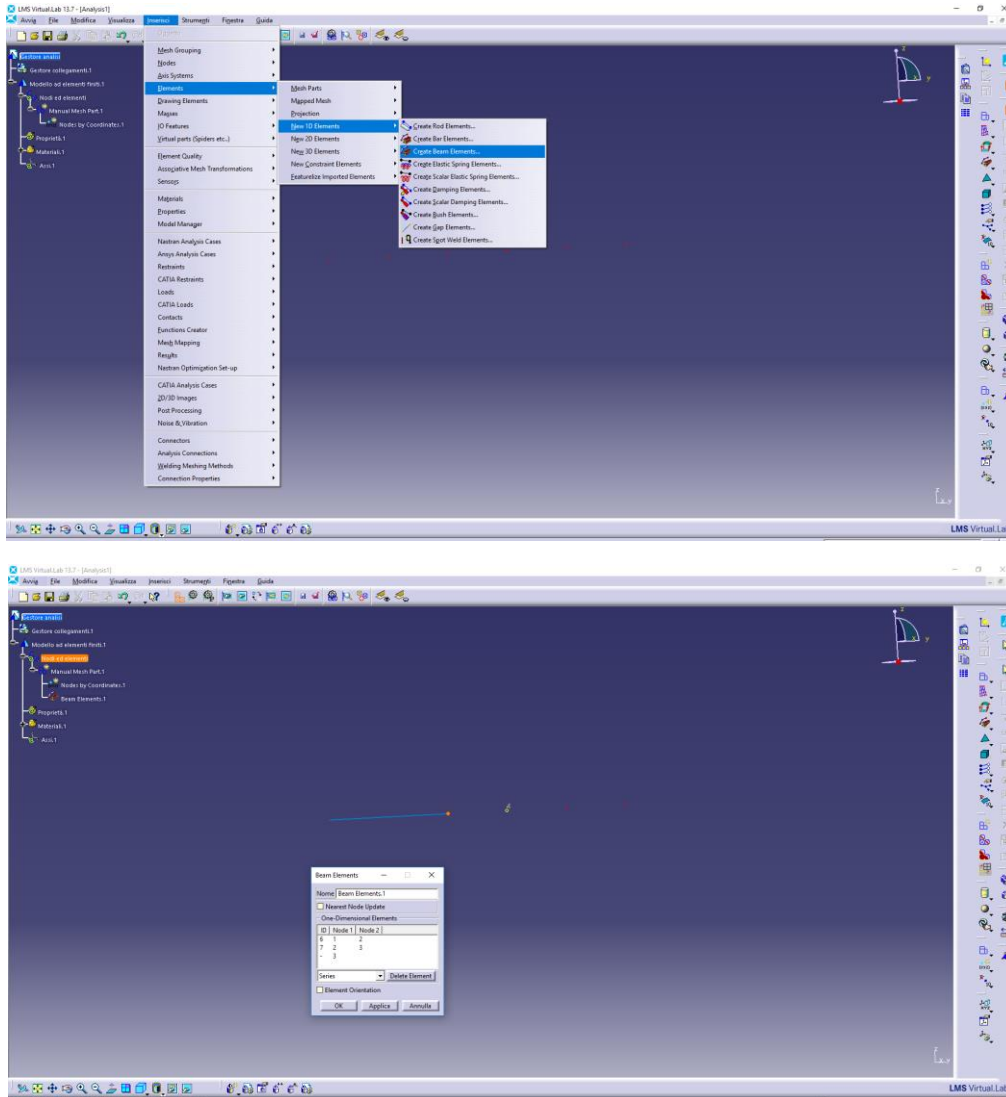 LMS Virtual.Lab 13.7 - [Analysis1]
Avvio File Modifica Visualizza Inserisci Strumenti Finestra Guida
Gestore analisi
Gestore collegamenti.1
Modello ad elementi finiti.1
Nodi ed elementi
Manual Mesh Part.1
Nodes by Coordinates.1
Proprietà.1
Materiali.1
Assi.1
Mesh Grouping
Nodes
Axis Systems
Elements
Drawing Elements
Masses
IO Features
Virtual parts (Spiders etc..)
Element Quality
Associative Mesh Transformations
Sensors
Materials
Properties
Model Manager
Nastran Analysis Cases
Ansys Analysis Cases
Restraints
CATIA Restraints
Loads
CATIA Loads
Contacts
Functions Creator
Mesh Mapping
Results
Nastran Optimigation Set-up
CATIA Analysis Cases
2D/3D Images
Post Processing
Noise & Vibration
Connectors
Analysis Connections
Welding Meshing Methods
Connection Properties
Mesh Parts
Mapped Mesh
Projection
New 1D Elements
New 2D Elements
New 3D Elements
New Constraint Elements
Featurelize Imported Elements
Create Rod Elements...
Create Bar Elements...
Create Beam Elements...
Create Elastic Spring Elements...
Create Scalar Elastic Spring Elements...
Create Damping Elements...
Create Scalar Damping Elements...
Create Bush Elements...
Create Gap Elements...
Create Spot Weld Elements...
z
x y
LMS Virtual.La
LMS Virtual.Lab 13.7 - [Analysis1]
Avvio File Modifica Visualizza Inserisci Strumenti Finestra Guida
Gestore analisi
Gestore collegamenti.1
Modello ad elementi finiti.1
Nodi ed elementi
Manual Mesh Part.1
Nodes by Coordinates.1
Beam Elements.1
Proprietà.1
Materiali.1
Assi.1
z
y
Beam Elements
Nome Beam Elements.1
Nearest Node Update
One-Dimensional Elements
ID Node 1 Node 2
6 1 2
7 2 3
- 3
Series Delete Element
Element Orientation
OK Applica Annulla
LMS Virtual.Lab